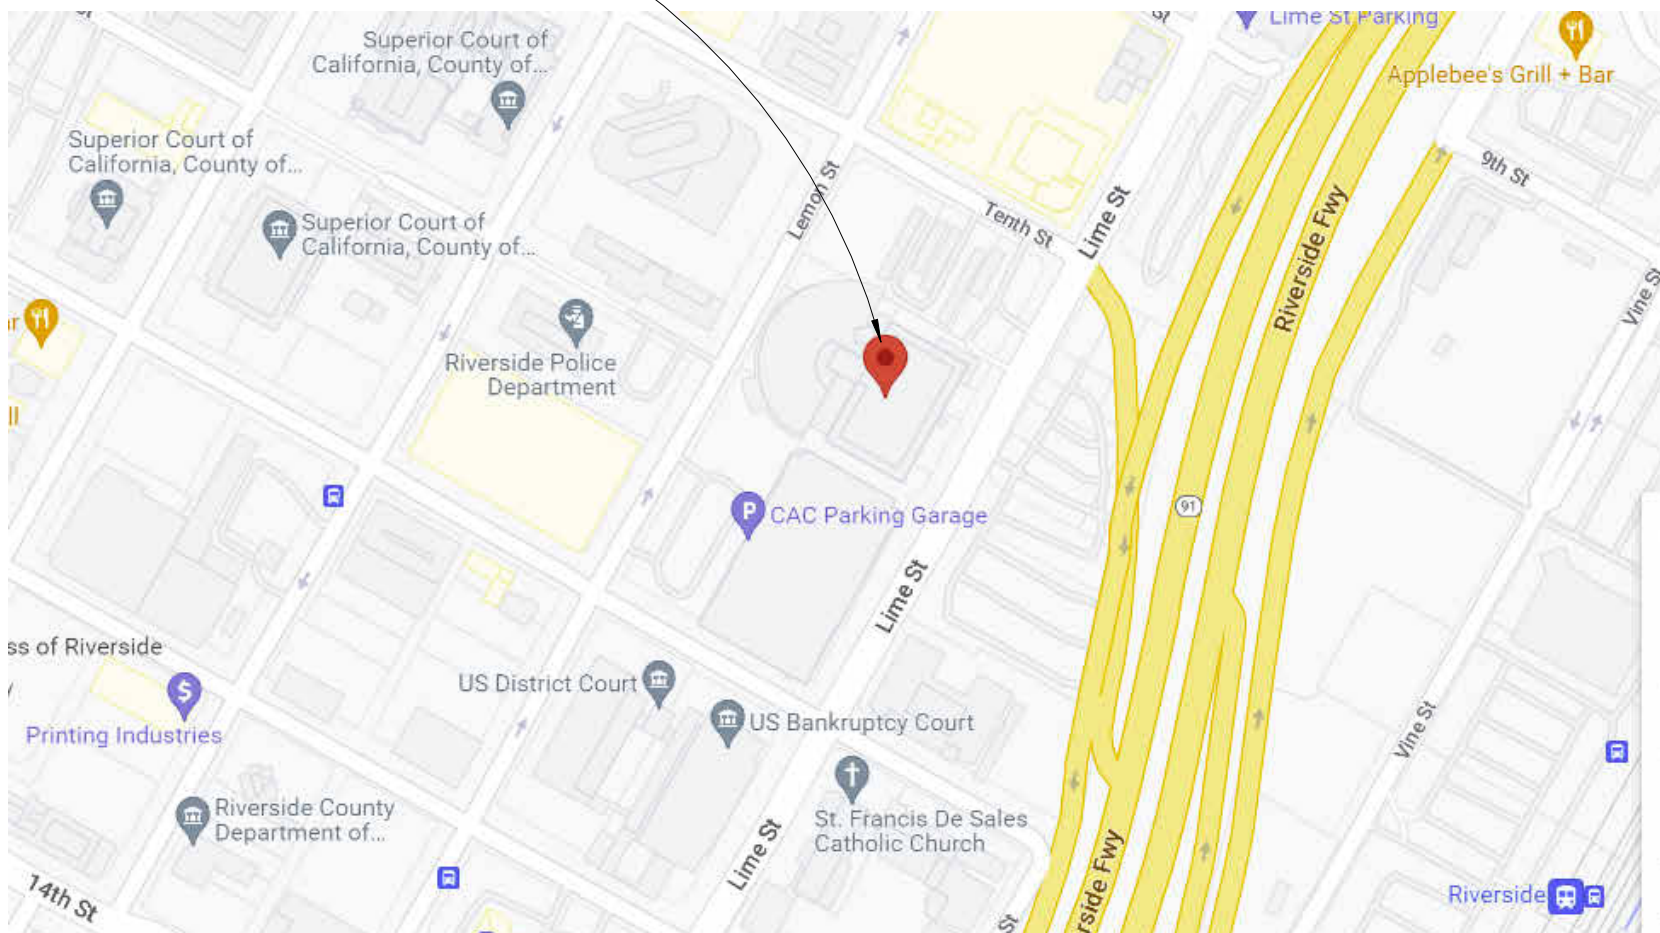 St
Lime St Parking
Superior Court of
California, County of...
Applebee's Grill + Bar
Superior Court of
California, County of...
9th St
Lemon St
Tenth St
Lime St
Riverside Fwy
Superior Court of
California, County of...
Vine S
r
Riverside Police
Department
ll
91
P
CAC Parking Garage
Lime St
ss of Riverside
US District Court
$
Printing Industries
US Bankruptcy Court
Vine St
Riverside County
Department of...
St. Francis De Sales
Catholic Church
Lime St
rside Fwy
14th St
Riverside
St